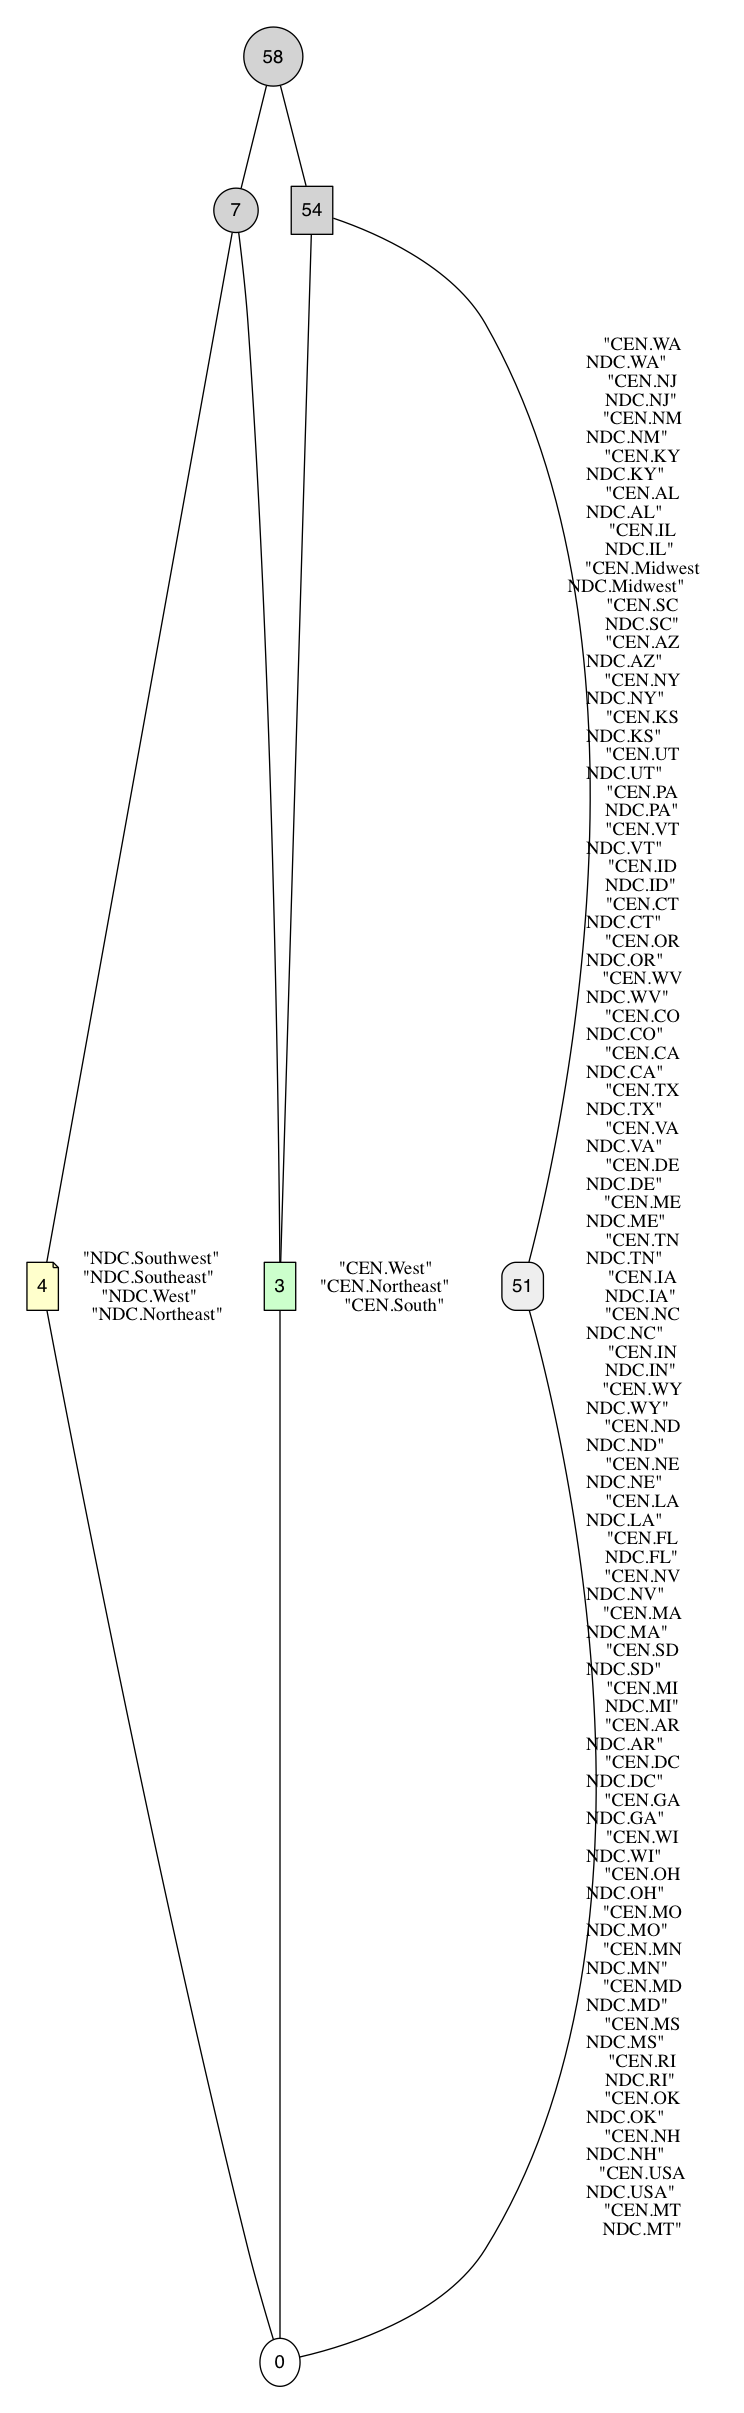 58
7
54
"CEN.WA
NDC.WA"
"CEN.NJ
NDC.NJ"
"CEN.NM
NDC.NM"
"CEN.KY
NDC.KY"
"CEN.AL
NDC.AL"
"CEN.IL
NDC.IL"
"CEN.Midwest
NDC.Midwest"
"CEN.SC
NDC.SC"
"CEN.AZ
NDC.AZ"
"CEN.NY
NDC.NY"
"CEN.KS
NDC.KS"
"CEN.UT
NDC.UT"
"CEN.PA
NDC.PA"
"CEN.VT
NDC.VT"
"CEN.ID
NDC.ID"
"CEN.CT
NDC.CT"
"CEN.OR
NDC.OR"
"CEN.WV
NDC.WV"
"CEN.CO
NDC.CO"
"CEN.CA
NDC.CA"
"CEN.TX
NDC.TX"
"CEN.VA
NDC.VA"
"CEN.DE
NDC.DE"
"CEN.ME
NDC.ME"
"CEN.TN
NDC.TN"
"CEN.IA
NDC.IA"
"CEN.NC
NDC.NC"
"CEN.IN
NDC.IN"
"CEN.WY
NDC.WY"
"CEN.ND
NDC.ND"
"CEN.NE
NDC.NE"
"CEN.LA
NDC.LA"
"CEN.FL
NDC.FL"
"CEN.NV
NDC.NV"
"CEN.MA
NDC.MA"
"CEN.SD
NDC.SD"
"CEN.MI
NDC.MI"
"CEN.AR
NDC.AR"
"CEN.DC
NDC.DC"
"CEN.GA
NDC.GA"
"CEN.WI
NDC.WI"
"CEN.OH
NDC.OH"
"CEN.MO
NDC.MO"
"CEN.MN
NDC.MN"
"CEN.MD
NDC.MD"
"CEN.MS
NDC.MS"
"CEN.RI
NDC.RI"
"CEN.OK
NDC.OK"
"CEN.NH
NDC.NH"
"CEN.USA
NDC.USA"
"CEN.MT
NDC.MT"
4
"NDC.Southwest"
"NDC.Southeast"
"NDC.West"
"NDC.Northeast"
3
"CEN.West"
"CEN.Northeast"
"CEN.South"
51
0